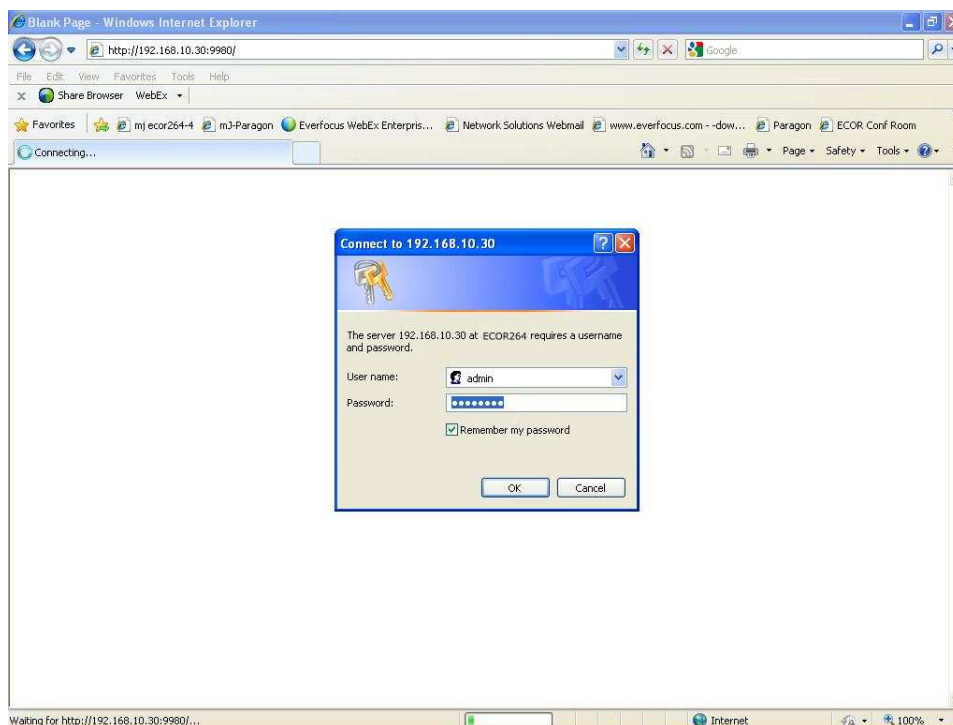 Blank Page - Windows Internet Explorer
http://192.168.10.30:9980/
Google
File Edit View Favorites Tools Help
x Share Browser WebEx
Favorites mj ecor264-4 mJ-Paragon Everfocus WebEx Enterpris... Network Solutions Webmail www.everfocus.com --dow... Paragon ECOR Conf Room
Connecting...
Page Safety Tools
Connect to 192.168.10.30
The server 192.168.10.30 at ECOR264 requires a username
and password.
User name: admin
Password: ••••••••
Remember my password
OK Cancel
Waiting for http://192.168.10.30:9980/... Internet 100%